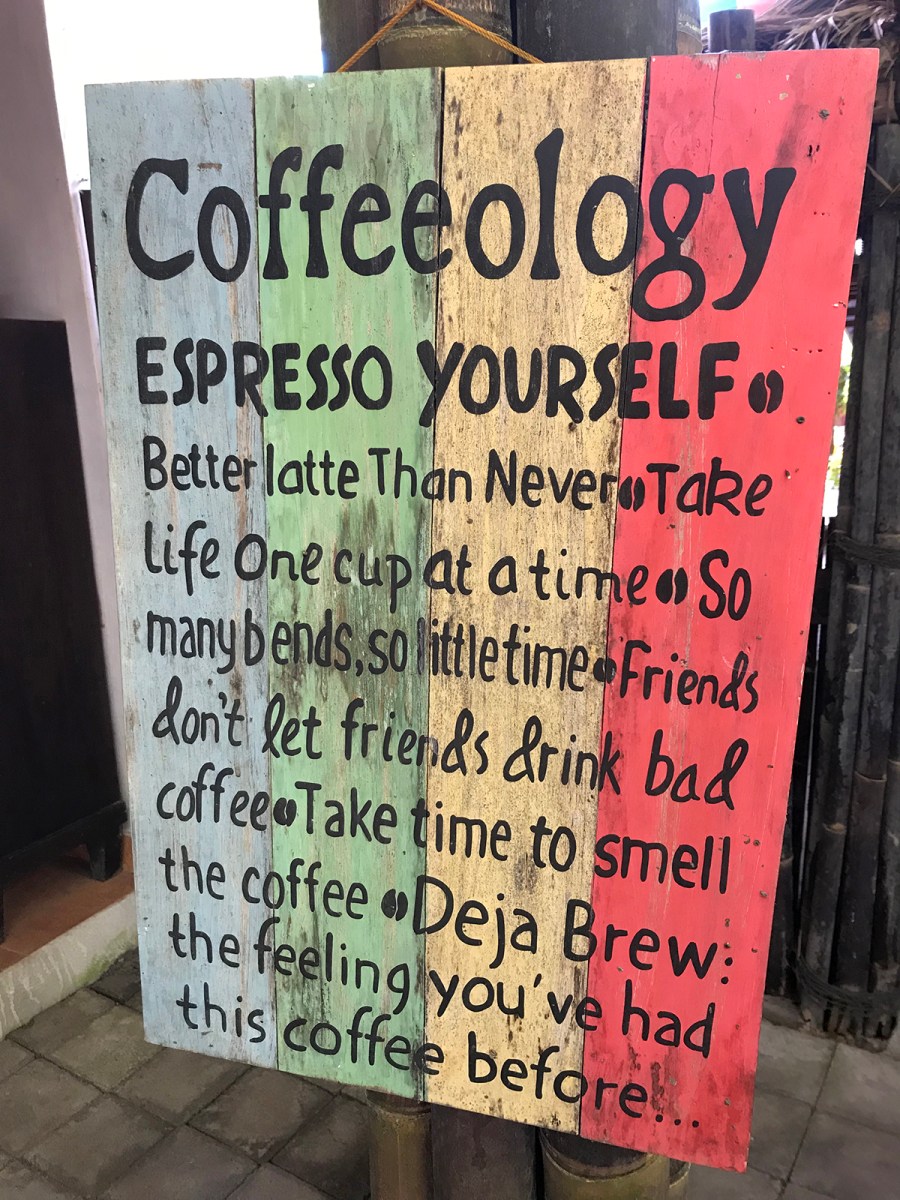 Coffeeology
ESPRESSO YOURSELF
Better latte Than Never Take
life One cup at a time So
many bends, so little time Friends
don't let friends drink bad
coffee Take time to smell
the coffee Deja Brew:
the feeling you've had
this coffee before...